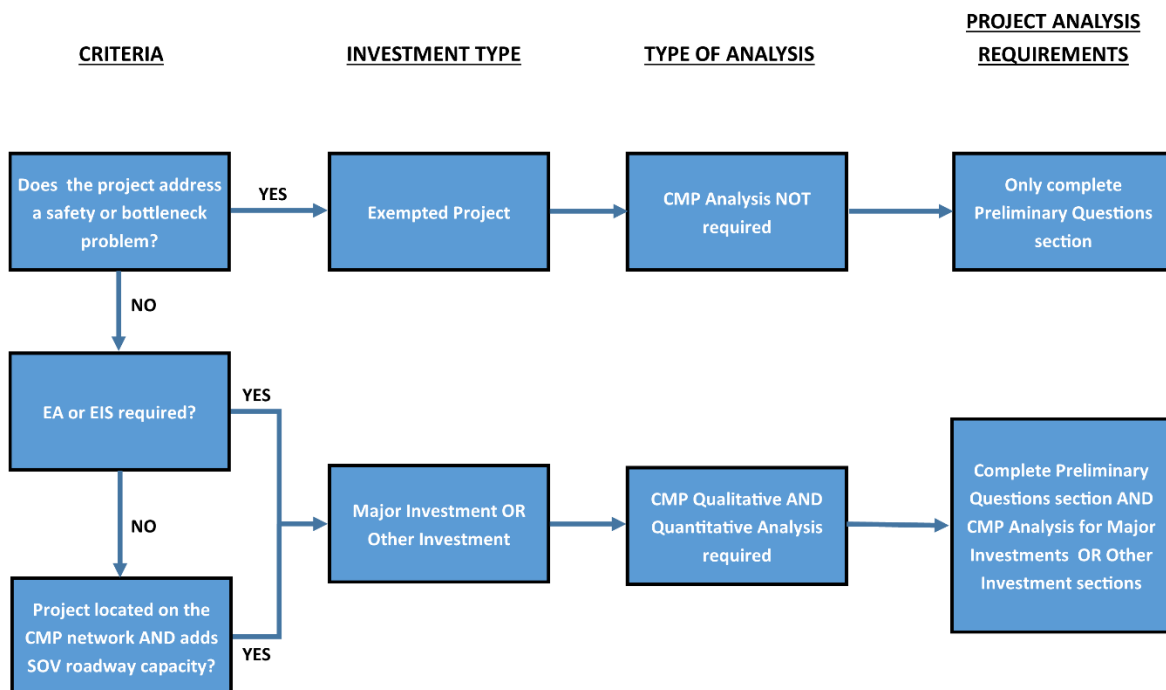 CRITERIA
INVESTMENT TYPE
TYPE OF ANALYSIS
PROJECT ANALYSIS
REQUIREMENTS
Does the project address
a safety or bottleneck
problem?
YES
Exempted Project
CMP Analysis NOT
required
Only complete
Preliminary Questions
section
NO
EA or EIS required?
YES
Major Investment OR
Other Investment
CMP Qualitative AND
Quantitative Analysis
required
Complete Preliminary
Questions section AND
CMP Analysis for Major
Investments OR Other
Investment sections
NO
Project located on the
CMP network AND adds
SOV roadway capacity?
YES